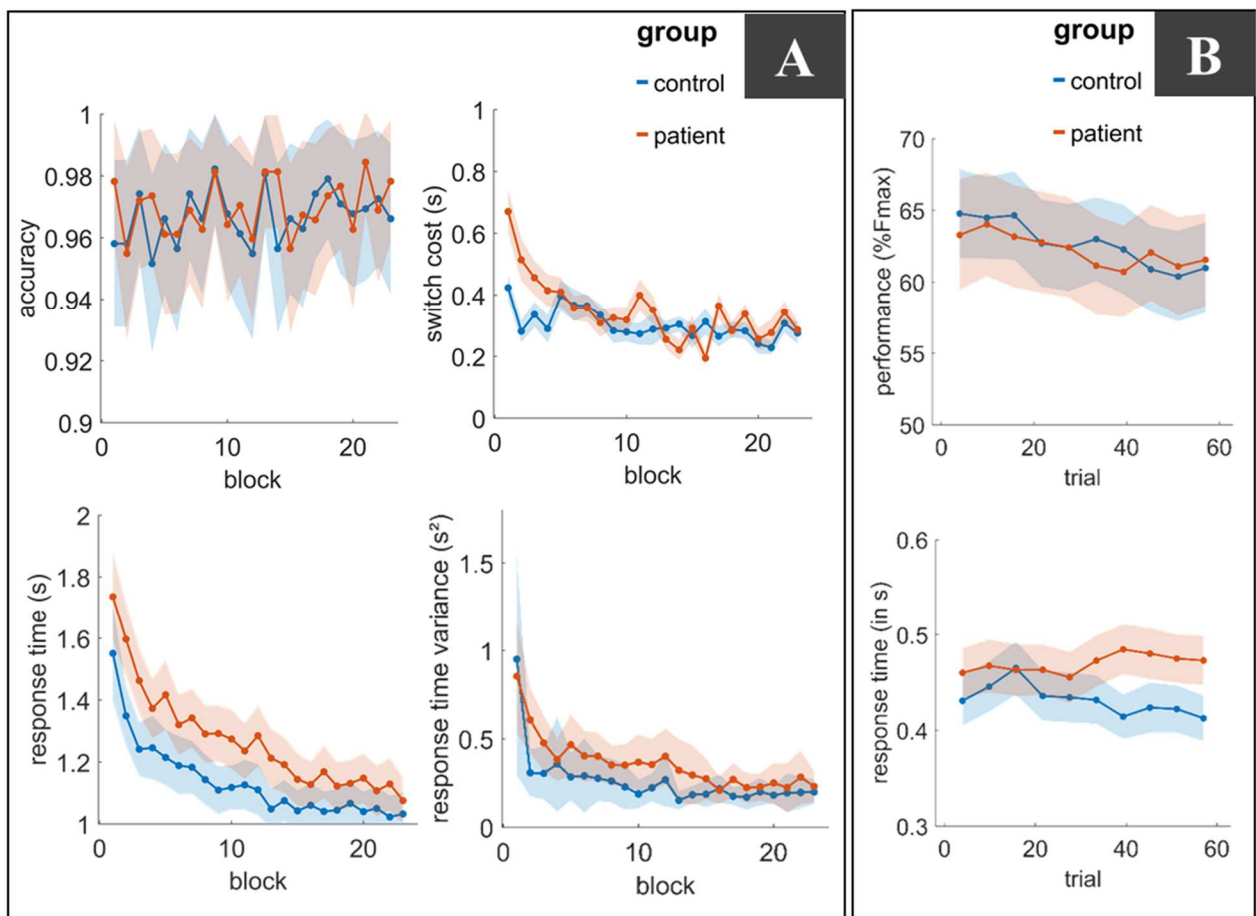 group
A
control
patient
accuracy
1
0.98
0.96
0.94
0.92
0.9
0
10
20
block
switch cost (s)
1
0.8
0.6
0.4
0.2
0
0
10
20
block
response time (s)
2
1.8
1.6
1.4
1.2
1
0
10
20
block
response time variance (s²)
1.5
1
0.5
0
0
10
20
block
group
B
control
patient
performance (%Fmax)
70
65
60
55
50
0
20
40
60
trial
response time (in s)
0.6
0.5
0.4
0.3
0
20
40
60
trial